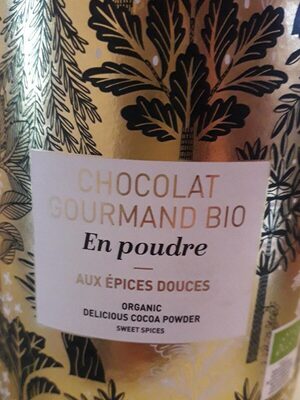 CHOCOLAT
GOURMAND BIO
En poudre
AUX ÉPICES DOUCES
ORGANIC
DELICIOUS COCOA POWDER
SWEET SPICES